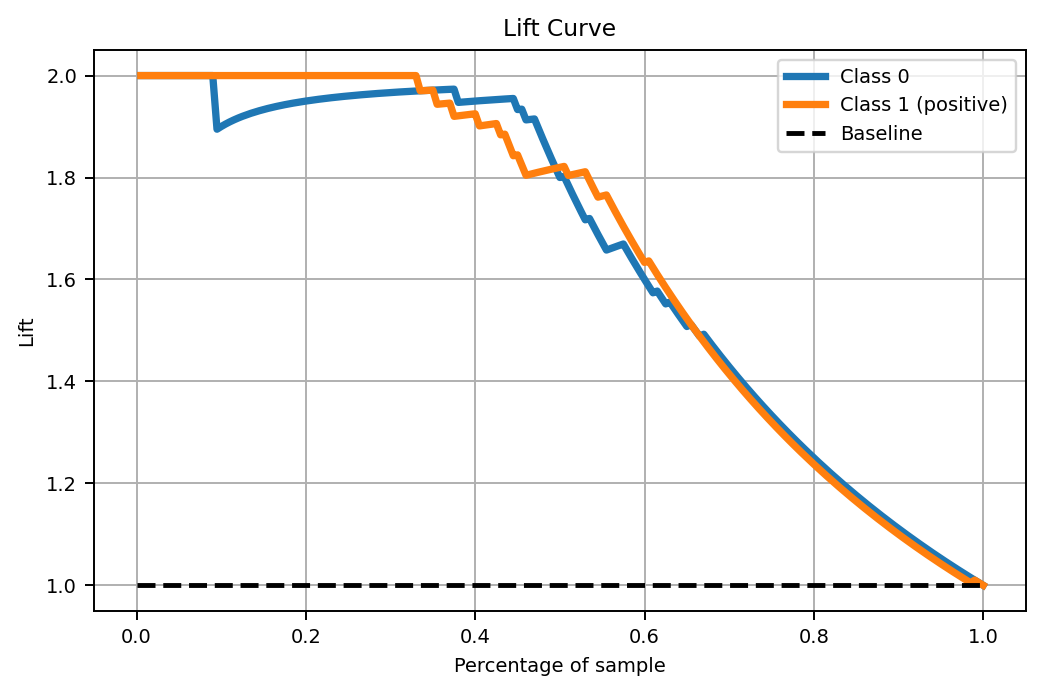 Lift Curve
Class 0
Class 1 (positive)
Baseline
Lift
2.0
1.8
1.6
1.4
1.2
1.0
0.0 0.2 0.4 0.6 0.8 1.0
Percentage of sample